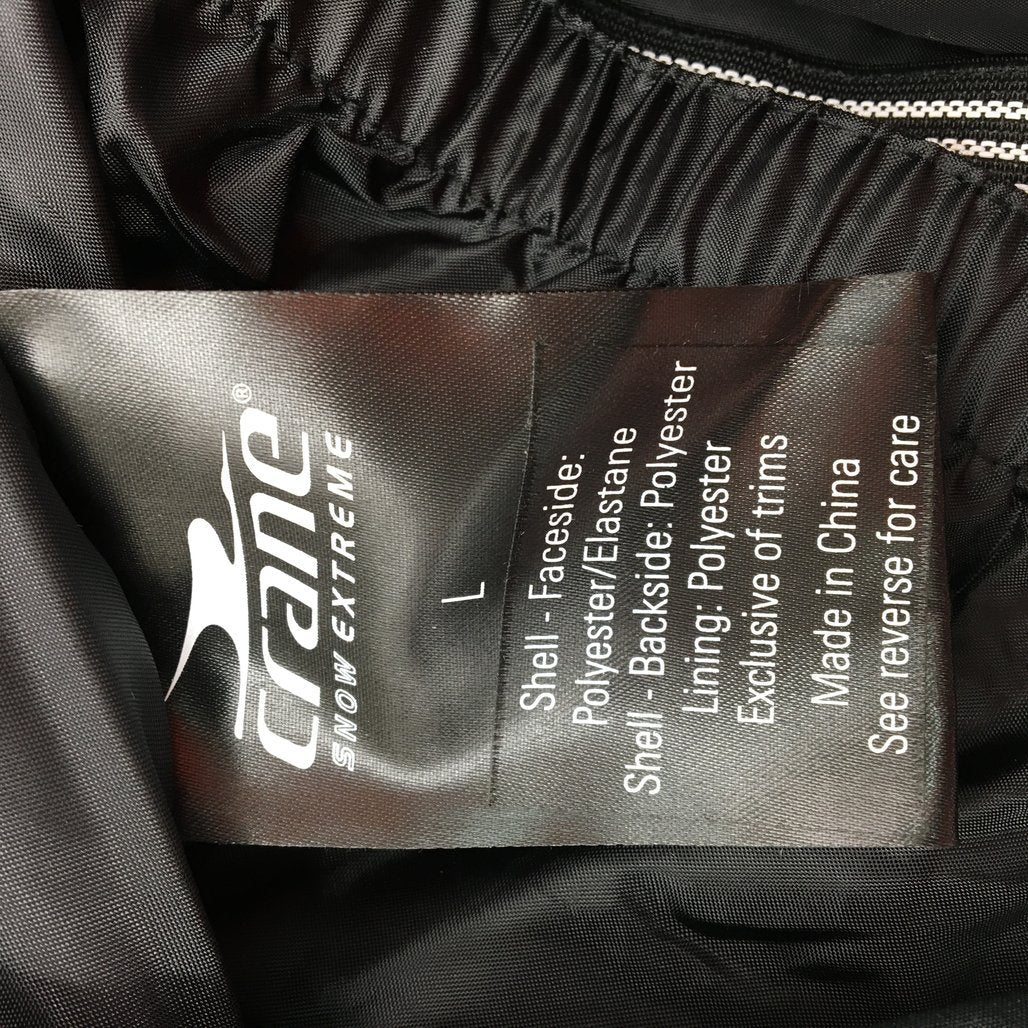 crane®
SNOW EXTREME
L
Shell - Faceside:
Polyester/Elastane
Shell - Backside: Polyester
Lining: Polyester
Exclusive of trims
Made in China
See reverse for care